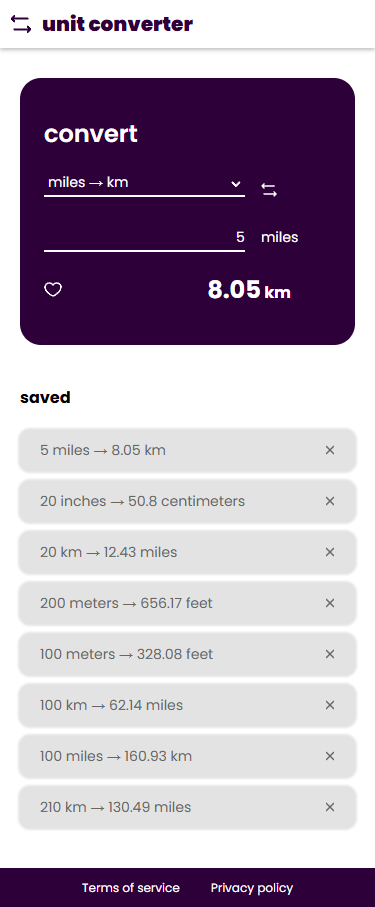 unit converter
convert
miles → km
5 miles
8.05 km
saved
5 miles → 8.05 km ×
20 inches → 50.8 centimeters ×
20 km → 12.43 miles ×
200 meters → 656.17 feet ×
100 meters → 328.08 feet ×
100 km → 62.14 miles ×
100 miles → 160.93 km ×
210 km → 130.49 miles ×
Terms of service Privacy policy